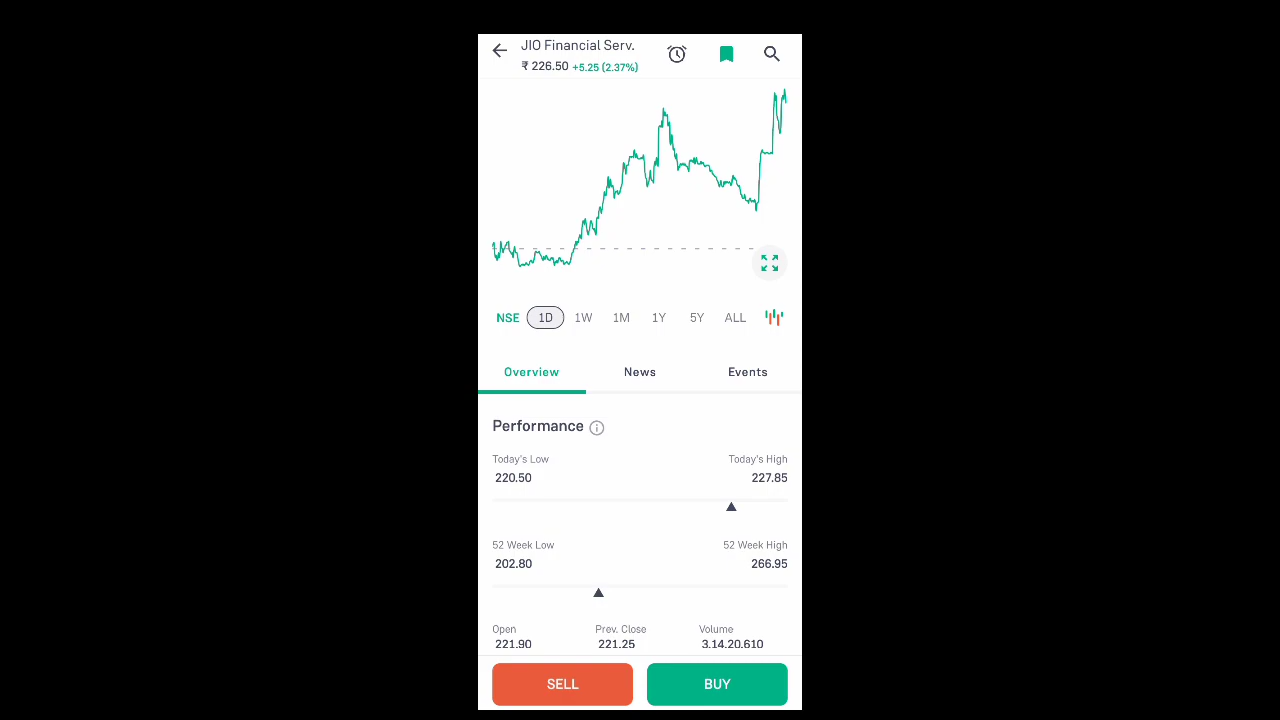 JIO Financial Serv.
₹ 226.50 +5.25 (2.37%)
NSE 1D 1W 1M 1Y 5Y ALL
Overview News Events
Performance
Today's Low Today's High
220.50 227.85
52 Week Low 52 Week High
202.80 266.95
Open Prev. Close Volume
221.90 221.25 3,14,20,610
SELL BUY